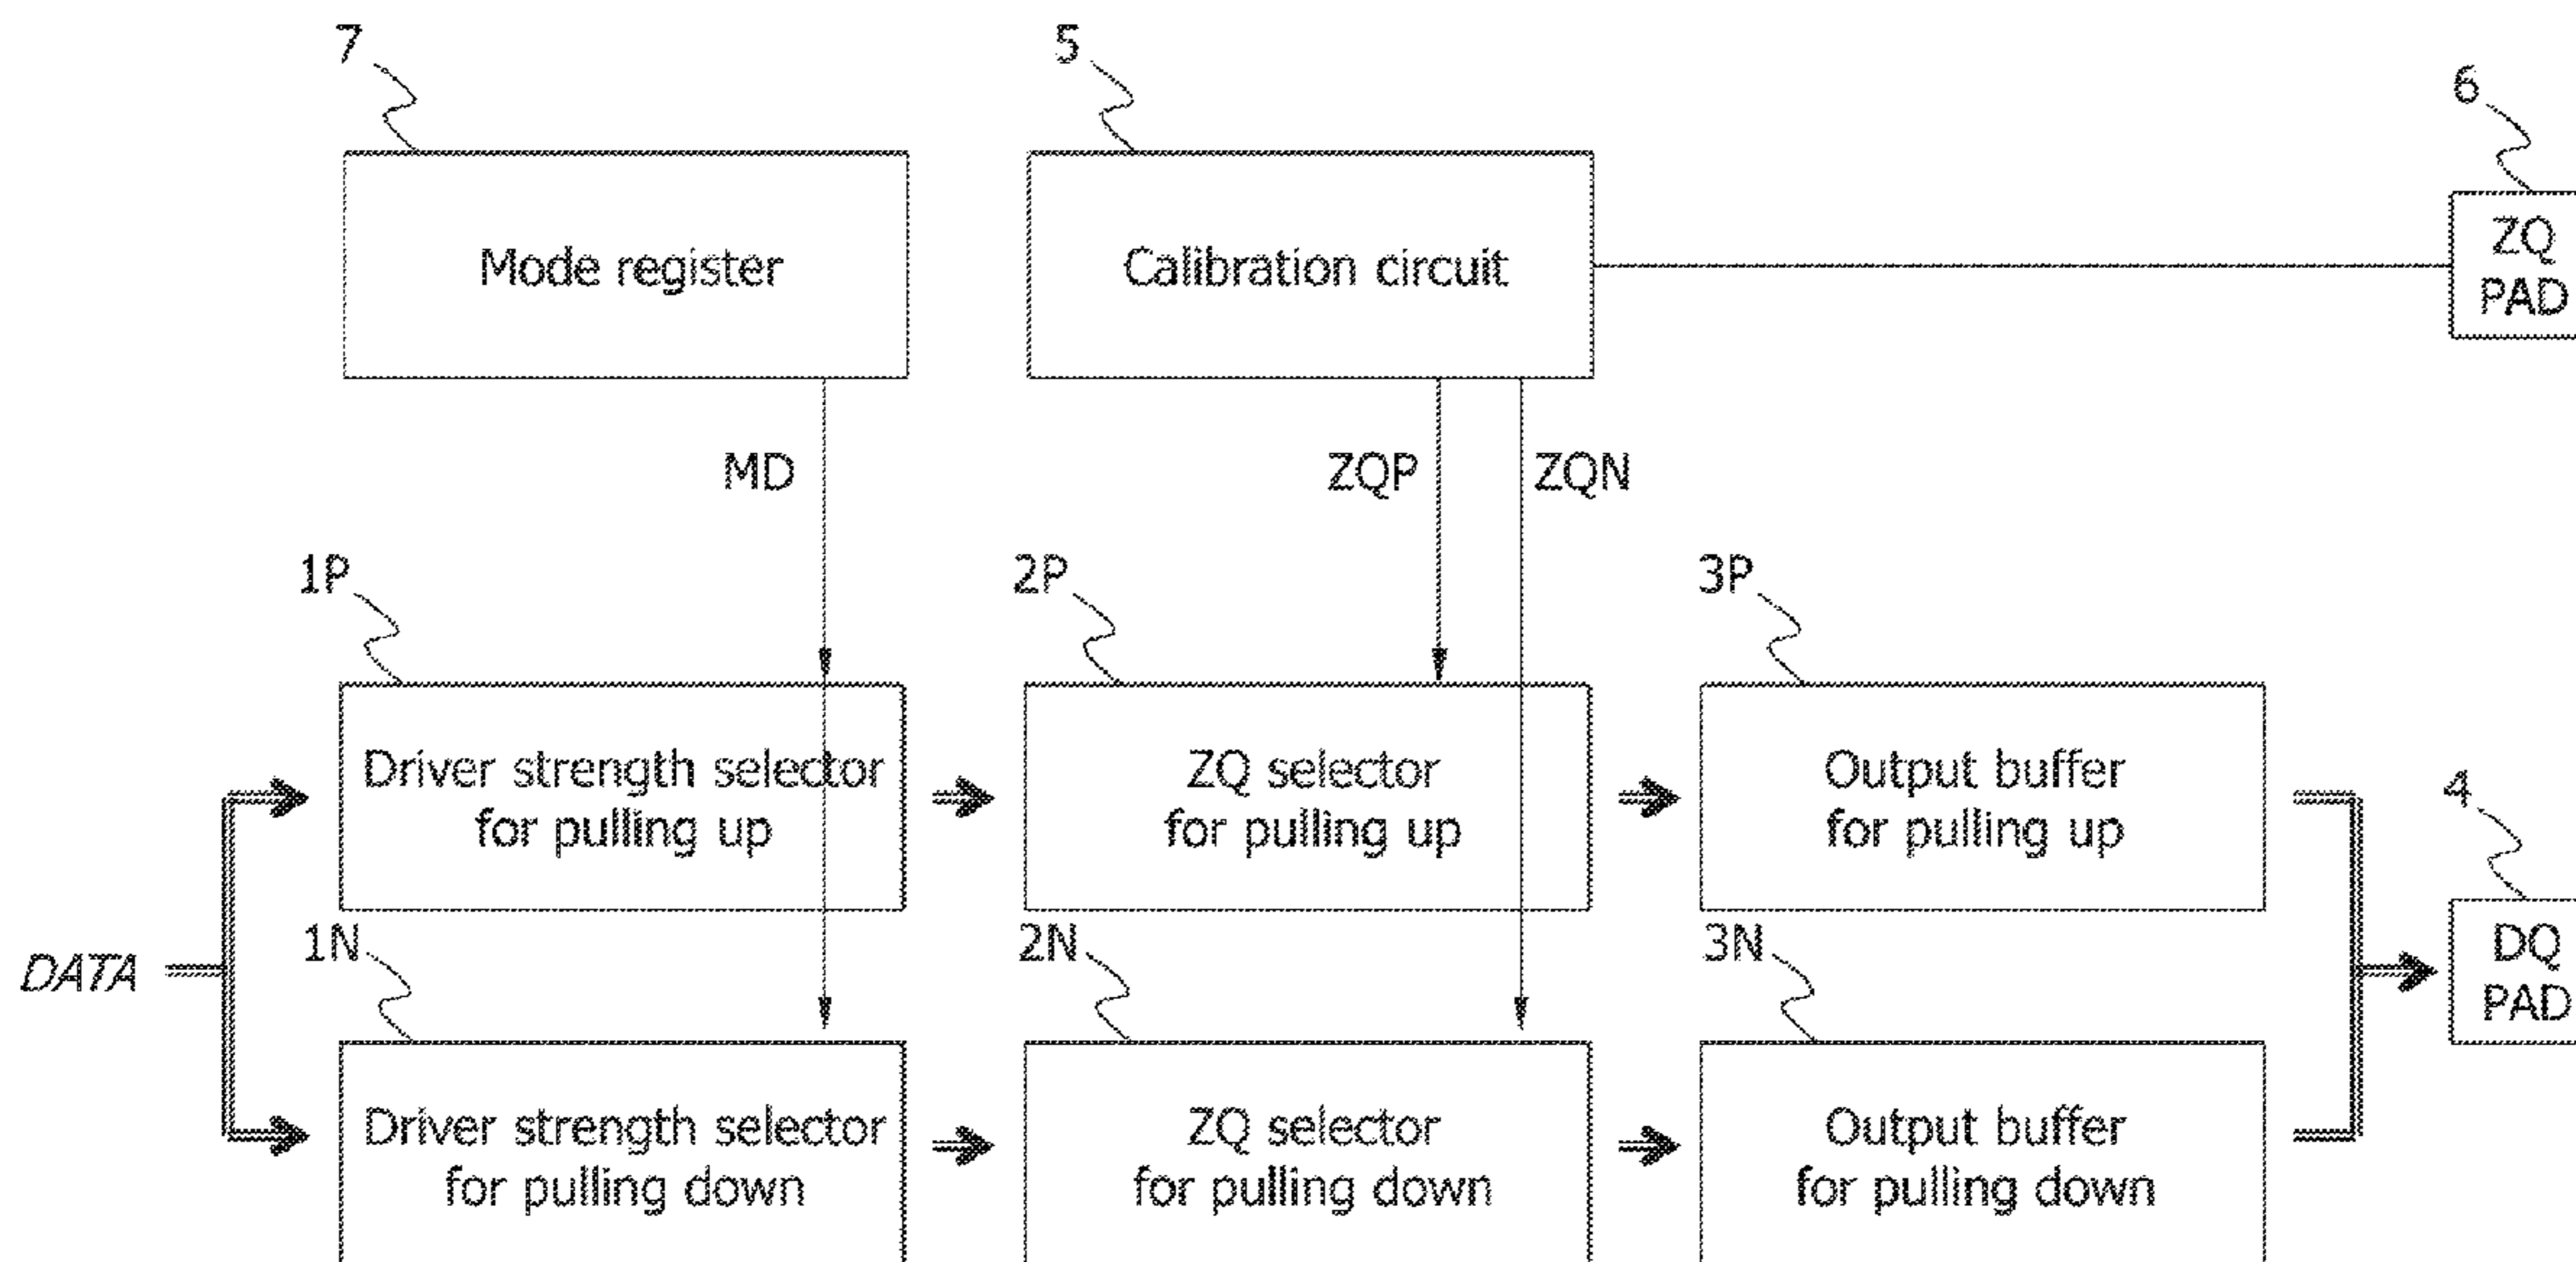 7
5
6
Mode register
Calibration circuit
ZQ
PAD
MD
ZQP
ZQN
1P
2P
3P
Driver strength selector
for pulling up
ZQ selector
for pulling up
Output buffer
for pulling up
4
DATA
1N
2N
3N
DQ
PAD
Driver strength selector
for pulling down
ZQ selector
for pulling down
Output buffer
for pulling down